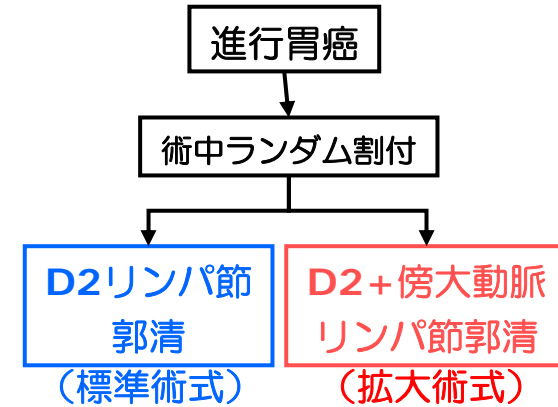 進行胃癌
術中ランダム割付
D2リンパ節
郭清
(標準術式)
D2+傍大動脈
リンパ節郭清
(拡大術式)